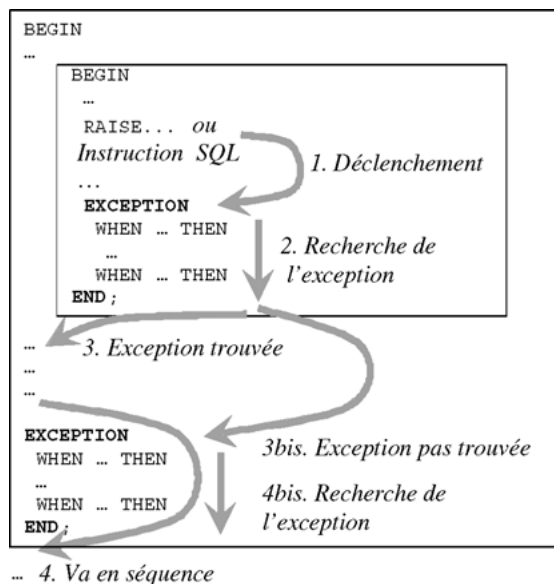 BEGIN
…
BEGIN
…
RAISE... ou
Instruction SQL
1. Déclenchement
...
EXCEPTION
WHEN … THEN
2. Recherche de
…
l'exception
WHEN … THEN
END;
…
3. Exception trouvée
…
…
EXCEPTION
3bis. Exception pas trouvée
WHEN … THEN
…
4bis. Recherche de
WHEN … THEN
l'exception
END;
… 4. Va en séquence